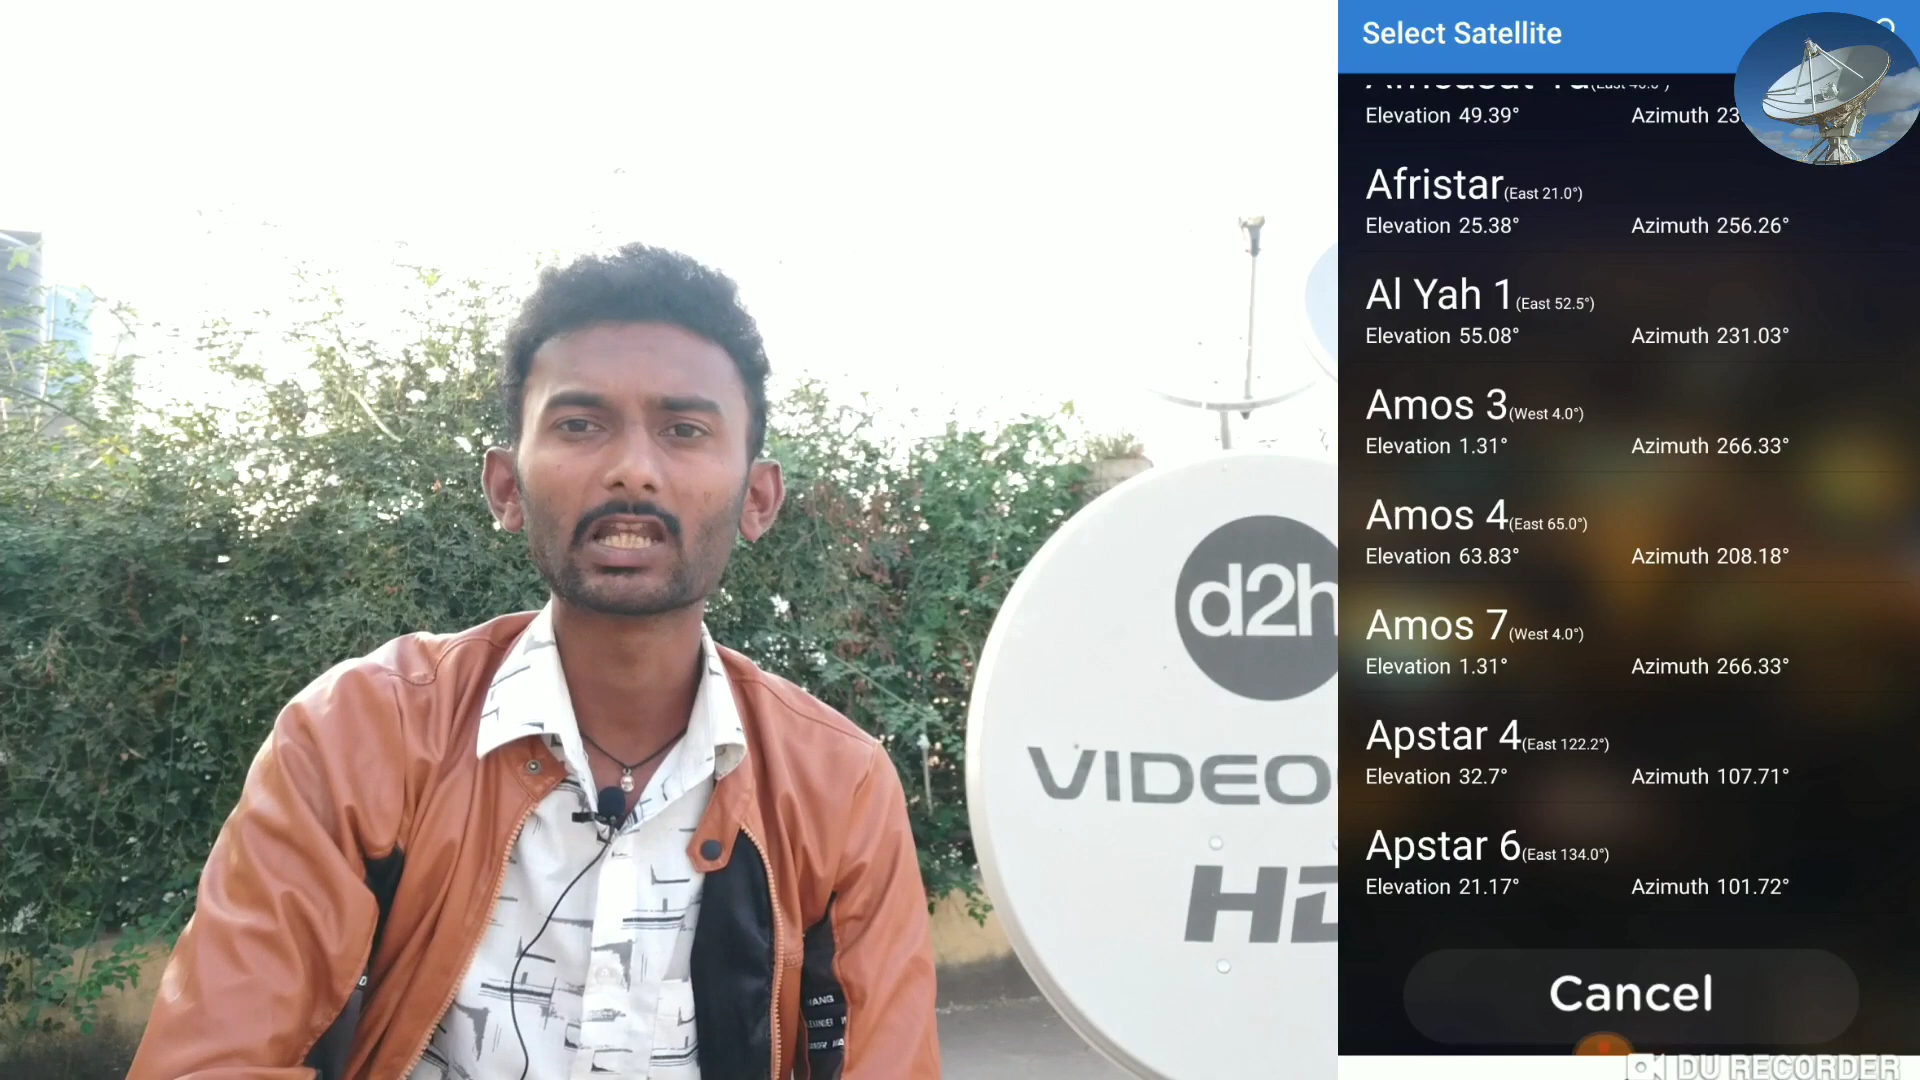 Select Satellite
Elevation 49.39°
Azimuth 23
Afristar(East 21.0°)
Elevation 25.38°
Azimuth 256.26°
Al Yah 1(East 52.5°)
Elevation 55.08°
Azimuth 231.03°
Amos 3(West 4.0°)
Elevation 1.31°
Azimuth 266.33°
Amos 4(East 65.0°)
Elevation 63.83°
Azimuth 208.18°
Amos 7(West 4.0°)
Elevation 1.31°
Azimuth 266.33°
Apstar 4(East 122.2°)
Elevation 32.7°
Azimuth 107.71°
Apstar 6(East 134.0°)
Elevation 21.17°
Azimuth 101.72°
Cancel
DU RECORDER
d2h
VIDEO
HD